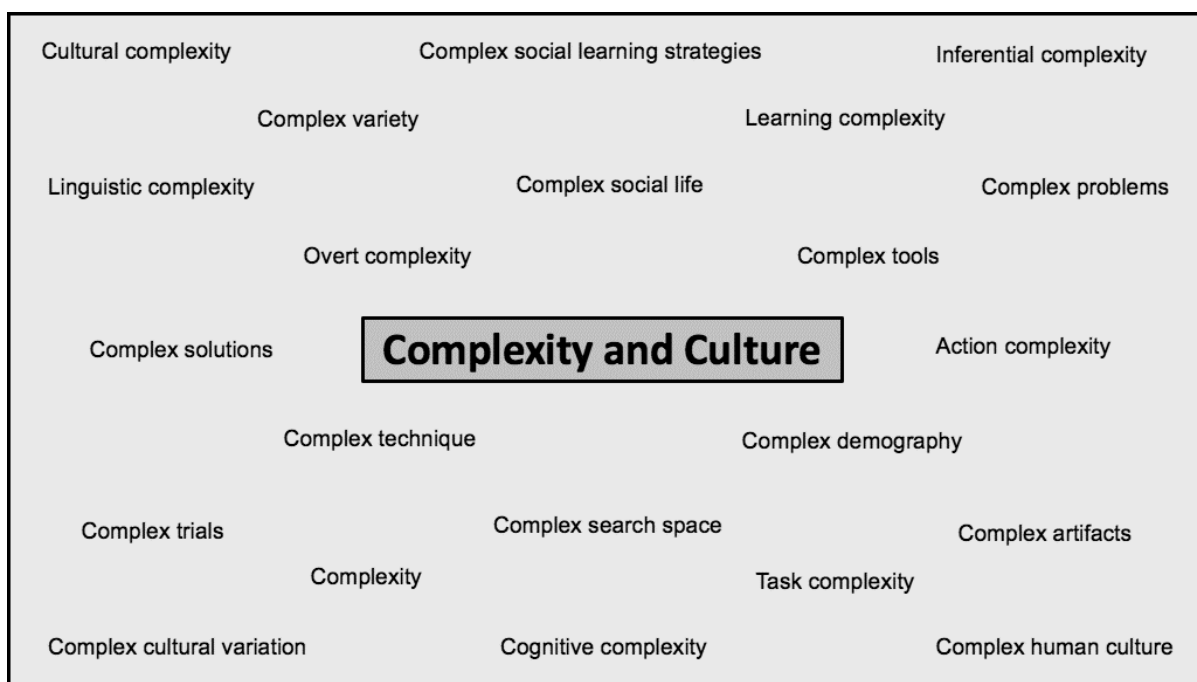 Cultural complexity
Complex social learning strategies
Inferential complexity
Complex variety
Learning complexity
Linguistic complexity
Complex social life
Complex problems
Overt complexity
Complex tools
Complex solutions
Complexity and Culture
Action complexity
Complex technique
Complex demography
Complex trials
Complex search space
Complex artifacts
Complexity
Task complexity
Complex cultural variation
Cognitive complexity
Complex human culture